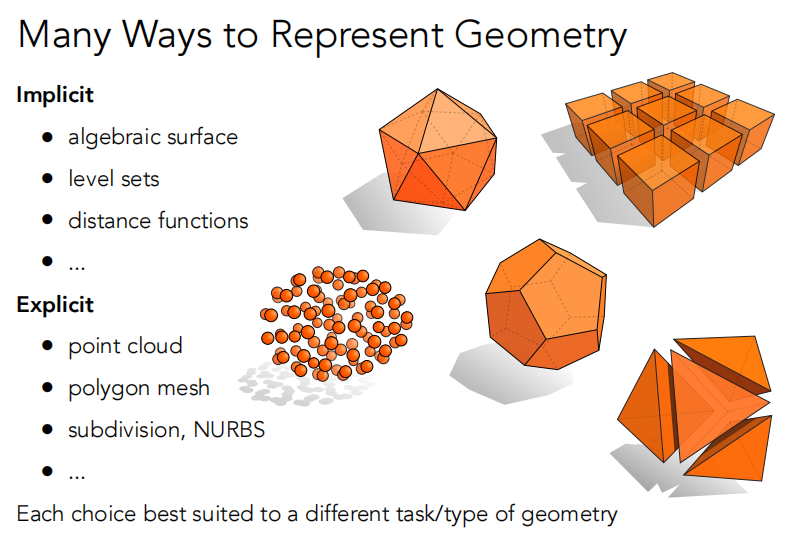 Many Ways to Represent Geometry
Implicit
• algebraic surface
• level sets
• distance functions
• ...
Explicit
• point cloud
• polygon mesh
• subdivision, NURBS
• ...
Each choice best suited to a different task/type of geometry